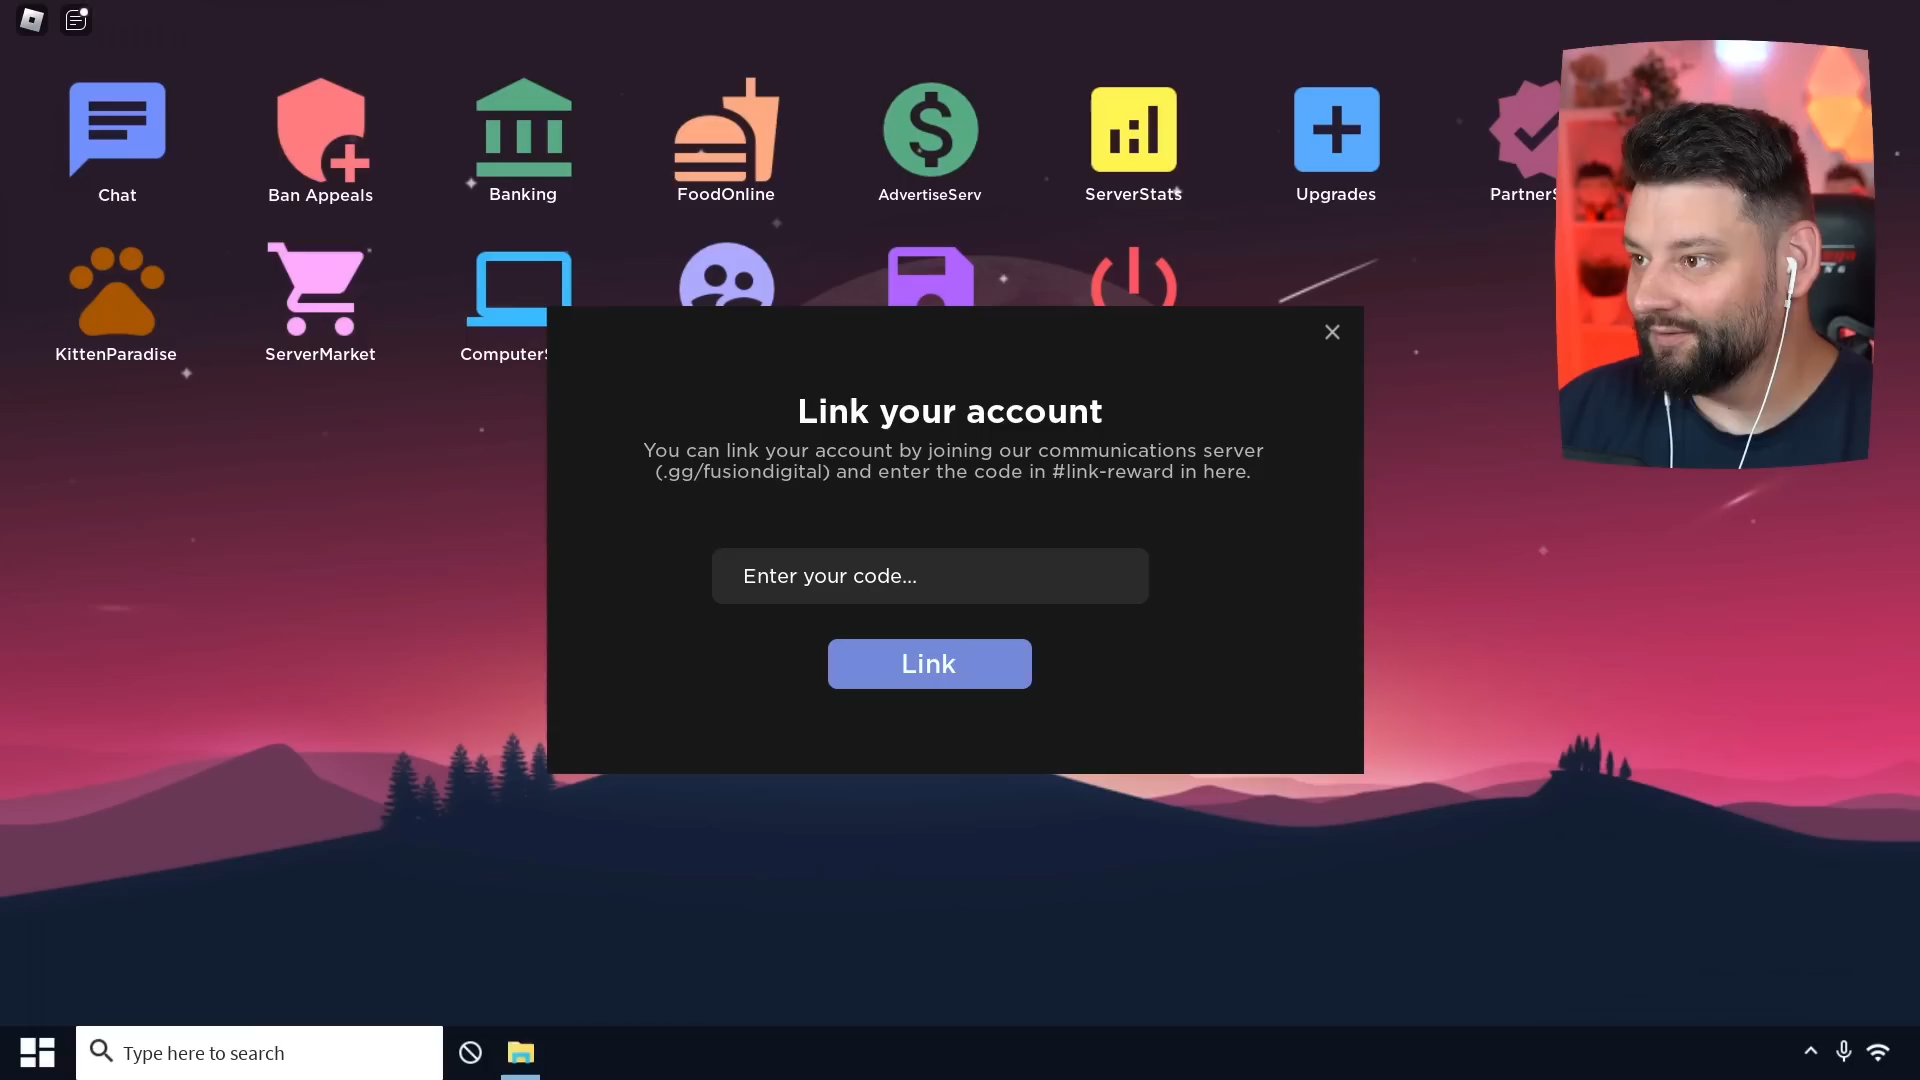 Chat
Ban Appeals
Banking
FoodOnline
AdvertiseServ
ServerStats
Upgrades
KittenParadise
ServerMarket
Link your account
You can link your account by joining our communications server
(.gg/fusiondigital) and enter the code in #link-reward in here.
Enter your code...
Link
Type here to search